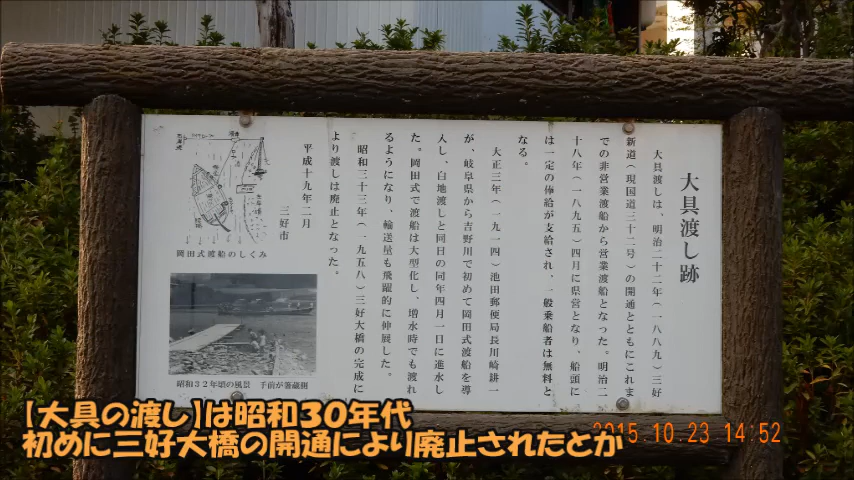 大具渡し跡
大具渡しは、明治二十二年(一八八九)三好
新道(現国道三十二号)の開通とともにこれま
での非営業渡船から営業渡船となった。明治二
十八年(一八九五)四月に県営となり、船頭に
は一定の俸給が支給され、一般乗船者は無料と
なる。
大正三年(一九一四)池田郵便局長川崎耕一
が、岐阜県から吉野川で初めて岡田式渡船を導
入し、白地渡しと同日の同年四月一日に進水し
た。岡田式で渡船は大型化し、増水時でも渡れ
るようになり、輸送量も飛躍的に伸展した。
昭和三十三年(一九五八)三好大橋の完成に
より渡しは廃止となった。
平成十九年二月
三好市
岡田式渡船のしくみ
昭和32年頃の風景 手前が箸蔵側
【大具の渡し】は昭和30年代
初めに三好大橋の開通により廃止されたとか
2015 10 23 14:52